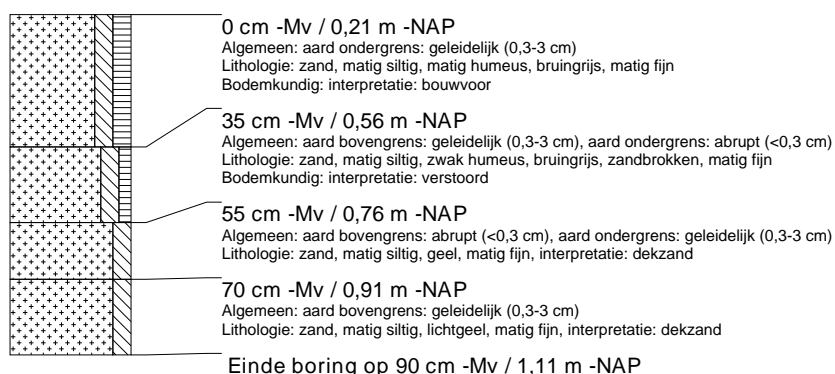 0 cm -Mv / 0,21 m -NAP
Algemeen: aard ondergrens: geleidelijk (0,3-3 cm)
Lithologie: zand, matig siltig, matig humeus, bruingrijs, matig fijn
Bodemkundig: interpretatie: bouwvoor
35 cm -Mv / 0,56 m -NAP
Algemeen: aard bovengrens: geleidelijk (0,3-3 cm), aard ondergrens: abrupt (<0,3 cm)
Lithologie: zand, matig siltig, zwak humeus, bruingrijs, zandbrokken, matig fijn
Bodemkundig: interpretatie: verstoord
55 cm -Mv / 0,76 m -NAP
Algemeen: aard bovengrens: abrupt (<0,3 cm), aard ondergrens: geleidelijk (0,3-3 cm)
Lithologie: zand, matig siltig, geel, matig fijn, interpretatie: dekzand
70 cm -Mv / 0,91 m -NAP
Algemeen: aard bovengrens: geleidelijk (0,3-3 cm)
Lithologie: zand, matig siltig, lichtgeel, matig fijn, interpretatie: dekzand
Einde boring op 90 cm -Mv / 1,11 m -NAP